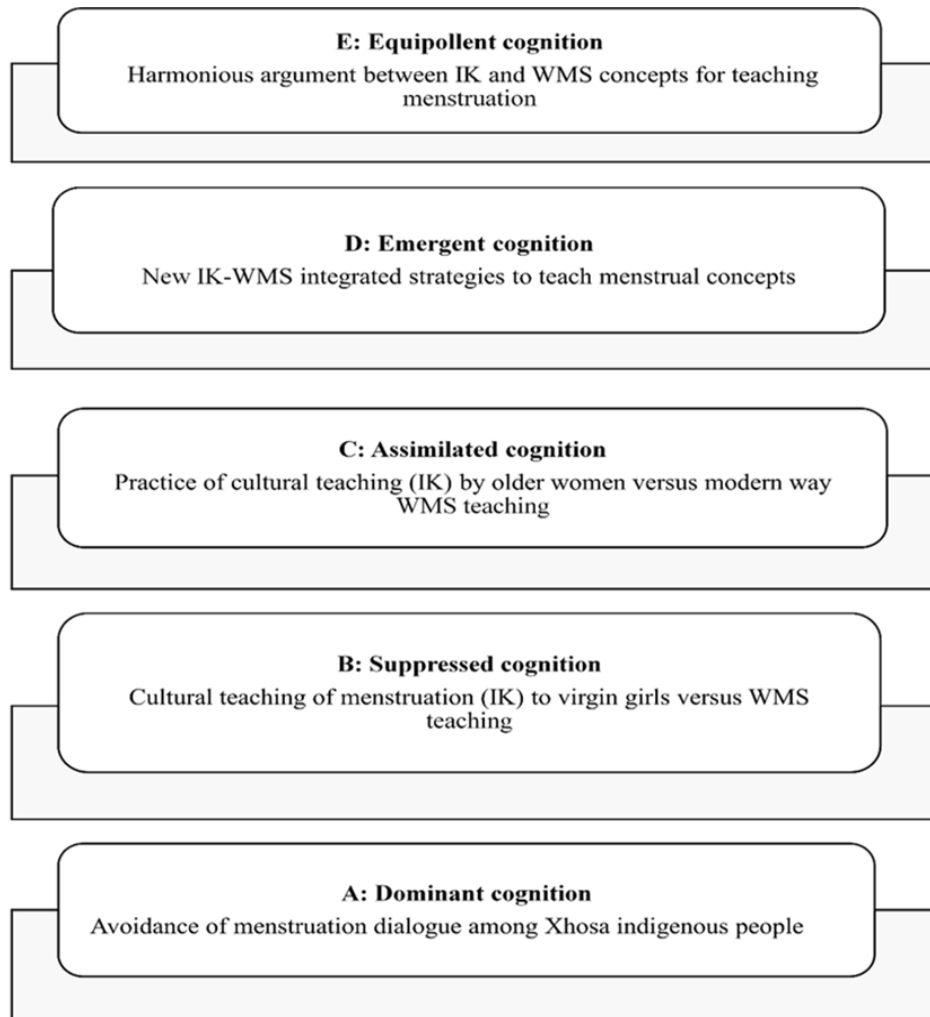 E: Equipollent cognition
Harmonious argument between IK and WMS concepts for teaching
menstruation
D: Emergent cognition
New IK-WMS integrated strategies to teach menstrual concepts
C: Assimilated cognition
Practice of cultural teaching (IK) by older women versus modern way
WMS teaching
B: Suppressed cognition
Cultural teaching of menstruation (IK) to virgin girls versus WMS
teaching
A: Dominant cognition
Avoidance of menstruation dialogue among Xhosa indigenous people